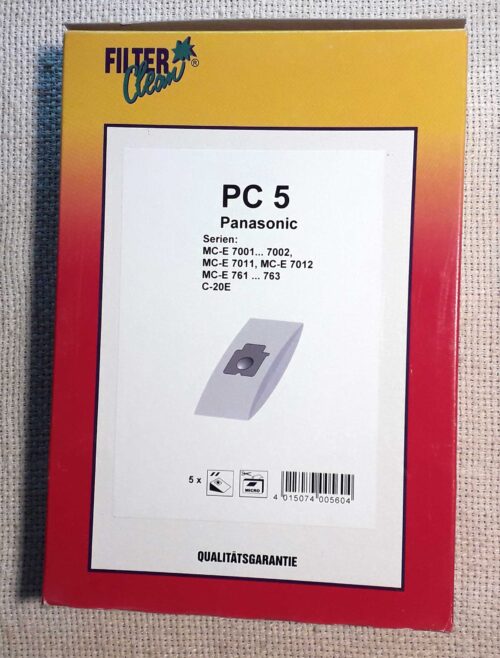 FILTER
Clean ®
PC 5
Panasonic
Serien:
MC-E 7001... 7002,
MC-E 7011, MC-E 7012
MC-E 761 ... 763
C-20E
5 x
MICRO
4 015074 005604
QUALITÄTSGARANTIE